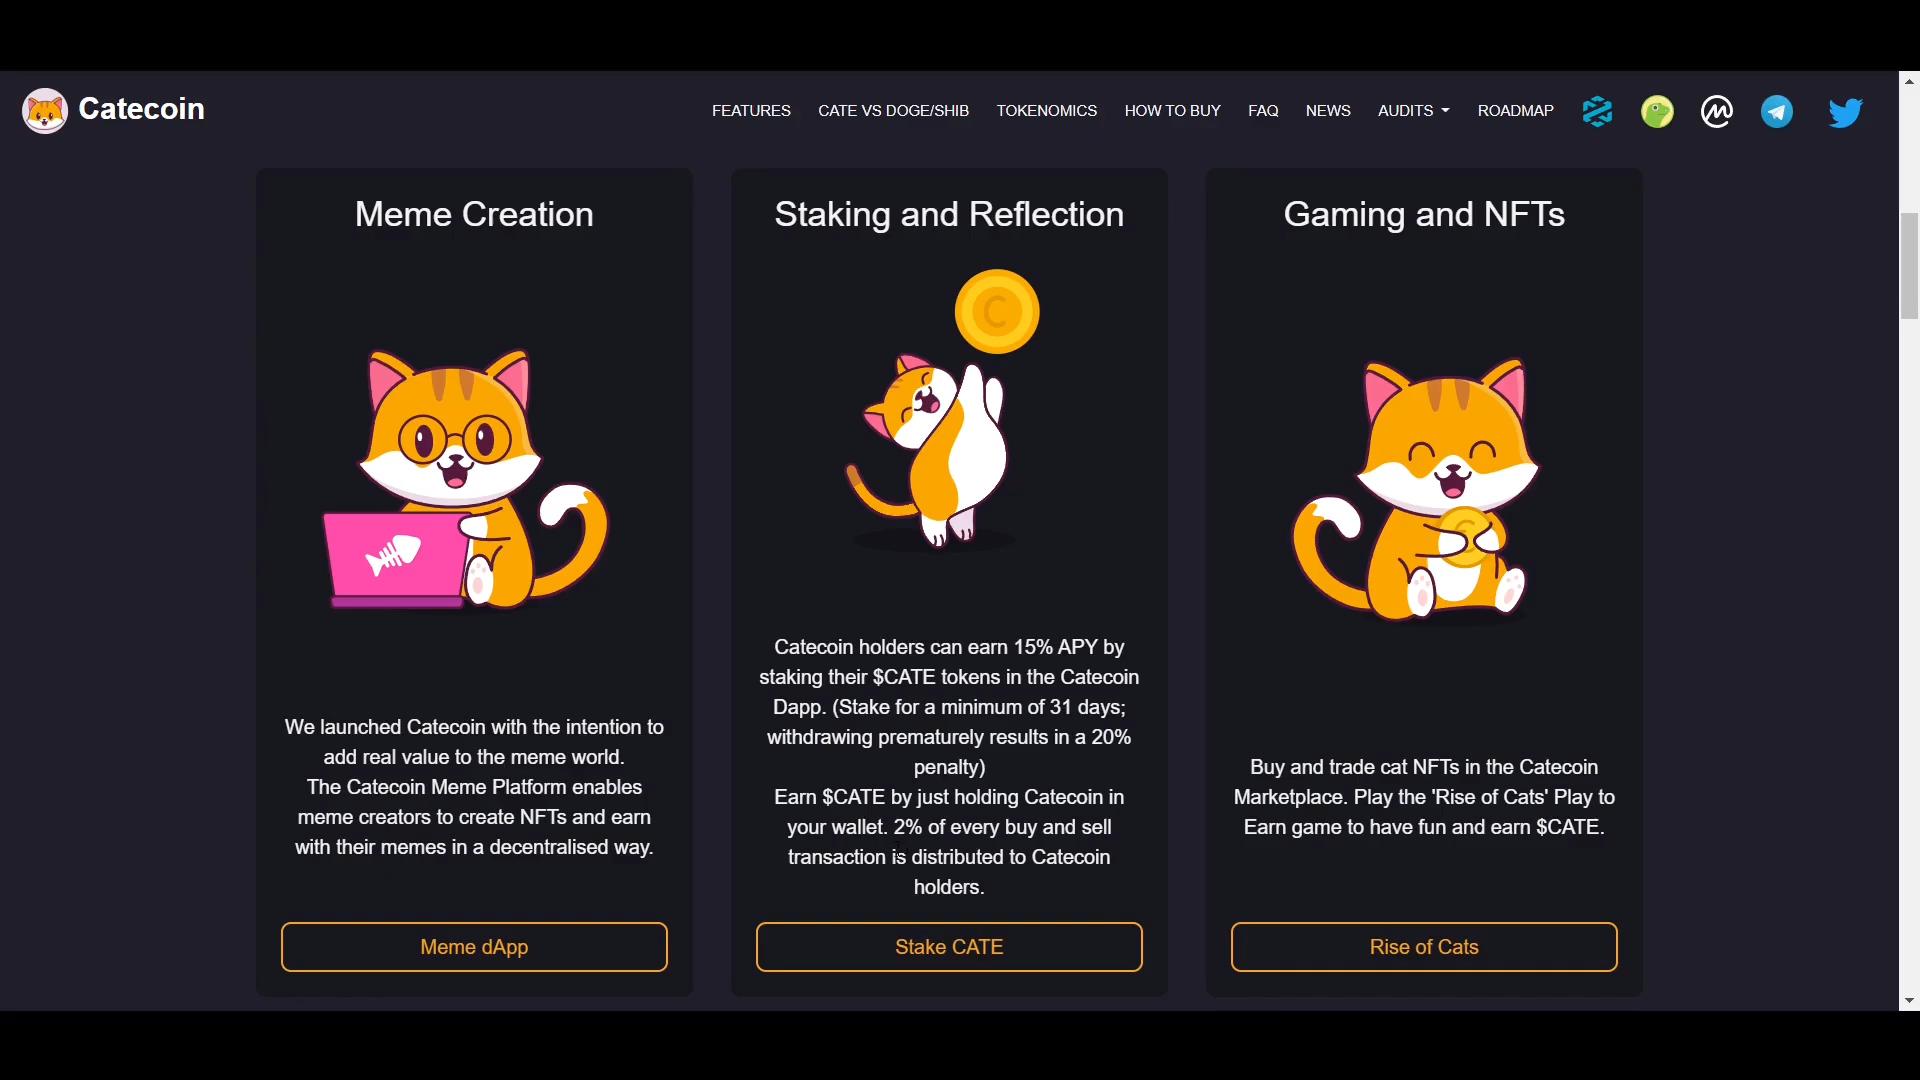 Catecoin
FEATURES
CATE VS DOGE/SHIB
TOKENOMICS
HOW TO BUY
FAQ
NEWS
AUDITS
ROADMAP
Meme Creation
We launched Catecoin with the intention to
add real value to the meme world.
The Catecoin Meme Platform enables
meme creators to create NFTs and earn
with their memes in a decentralised way.
Meme dApp
Staking and Reflection
C
Catecoin holders can earn 15% APY by
staking their $CATE tokens in the Catecoin
Dapp. (Stake for a minimum of 31 days;
withdrawing prematurely results in a 20%
penalty)
Earn $CATE by just holding Catecoin in
your wallet. 2% of every buy and sell
transaction is distributed to Catecoin
holders.
Stake CATE
Gaming and NFTs
C
Buy and trade cat NFTs in the Catecoin
Marketplace. Play the 'Rise of Cats' Play to
Earn game to have fun and earn $CATE.
Rise of Cats